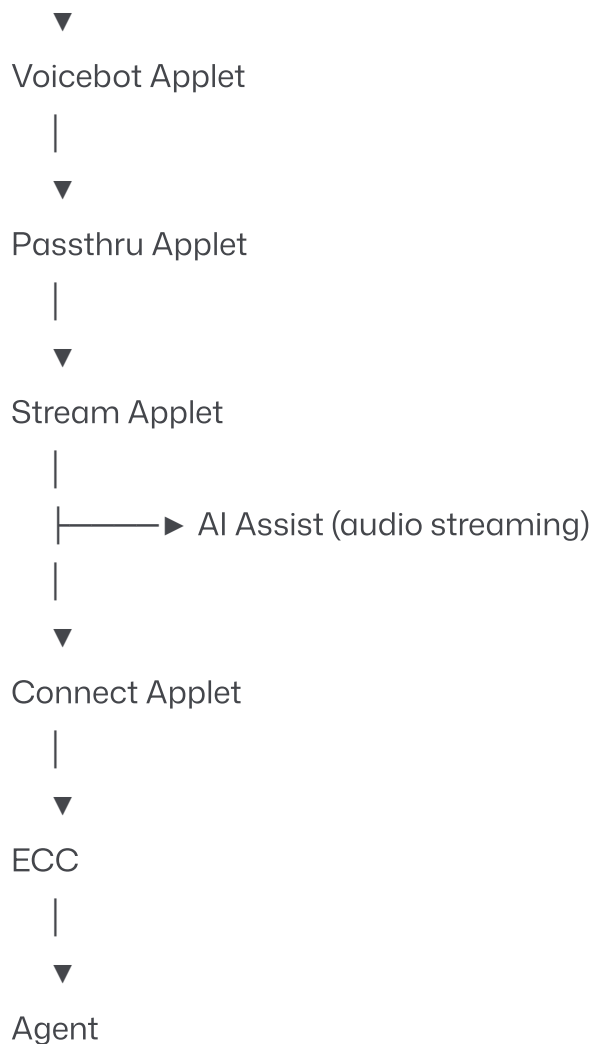 ▼
Voicebot Applet
│
▼
Passthru Applet
│
▼
Stream Applet
│
├──────► AI Assist (audio streaming)
│
▼
Connect Applet
│
▼
ECC
│
▼
Agent